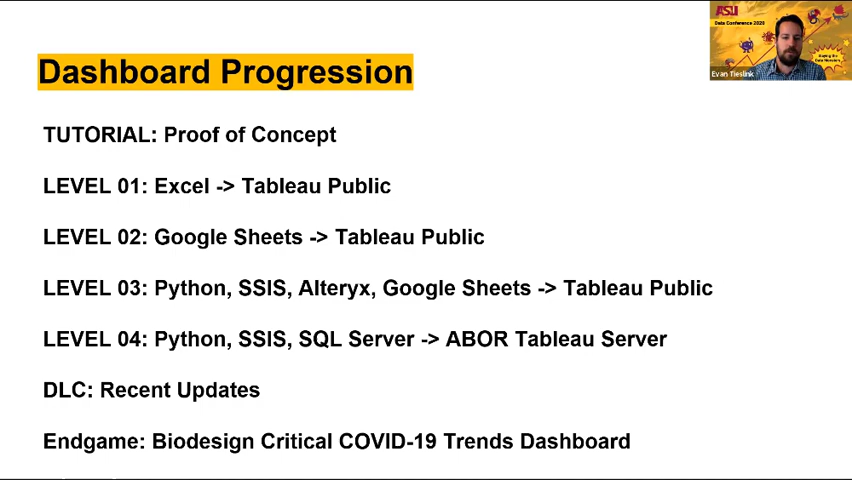 ASU
Data Conference 2020
Evan Tieslink
Dashboard Progression
TUTORIAL: Proof of Concept
LEVEL 01: Excel -> Tableau Public
LEVEL 02: Google Sheets -> Tableau Public
LEVEL 03: Python, SSIS, Alteryx, Google Sheets -> Tableau Public
LEVEL 04: Python, SSIS, SQL Server -> ABOR Tableau Server
DLC: Recent Updates
Endgame: Biodesign Critical COVID-19 Trends Dashboard